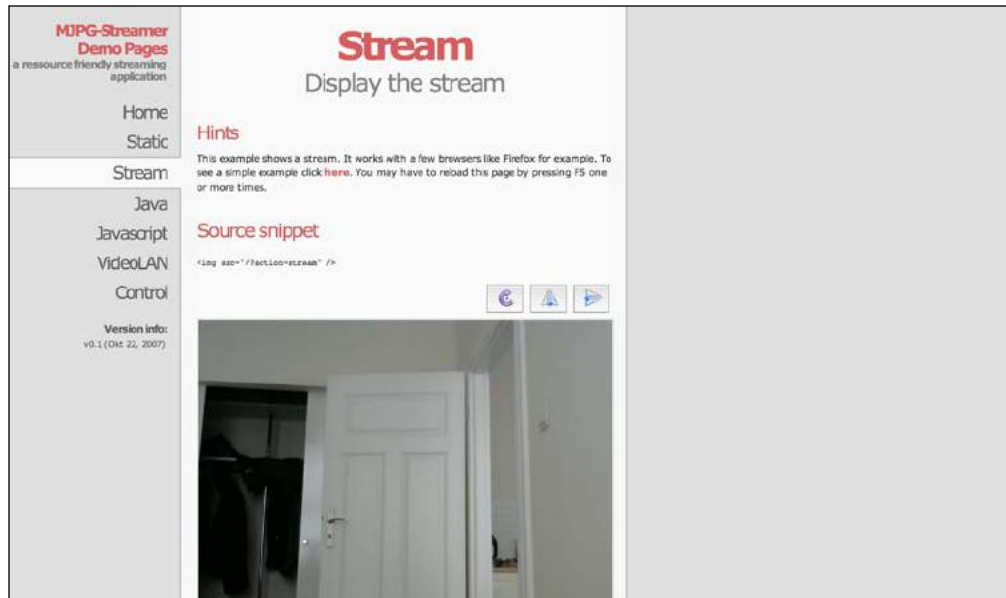 MJPG-Streamer
Demo Pages
a ressource friendly streaming
application
Home
Static
Stream
Java
Javascript
VideoLAN
Control
Version info:
v0.1 (Okt 22, 2007)
Stream
Display the stream
Hints
This example shows a stream. It works with a few browsers like Firefox for example. To
see a simple example click here. You may have to reload this page by pressing F5 one
or more times.
Source snippet
<img src="/?action=stream" />